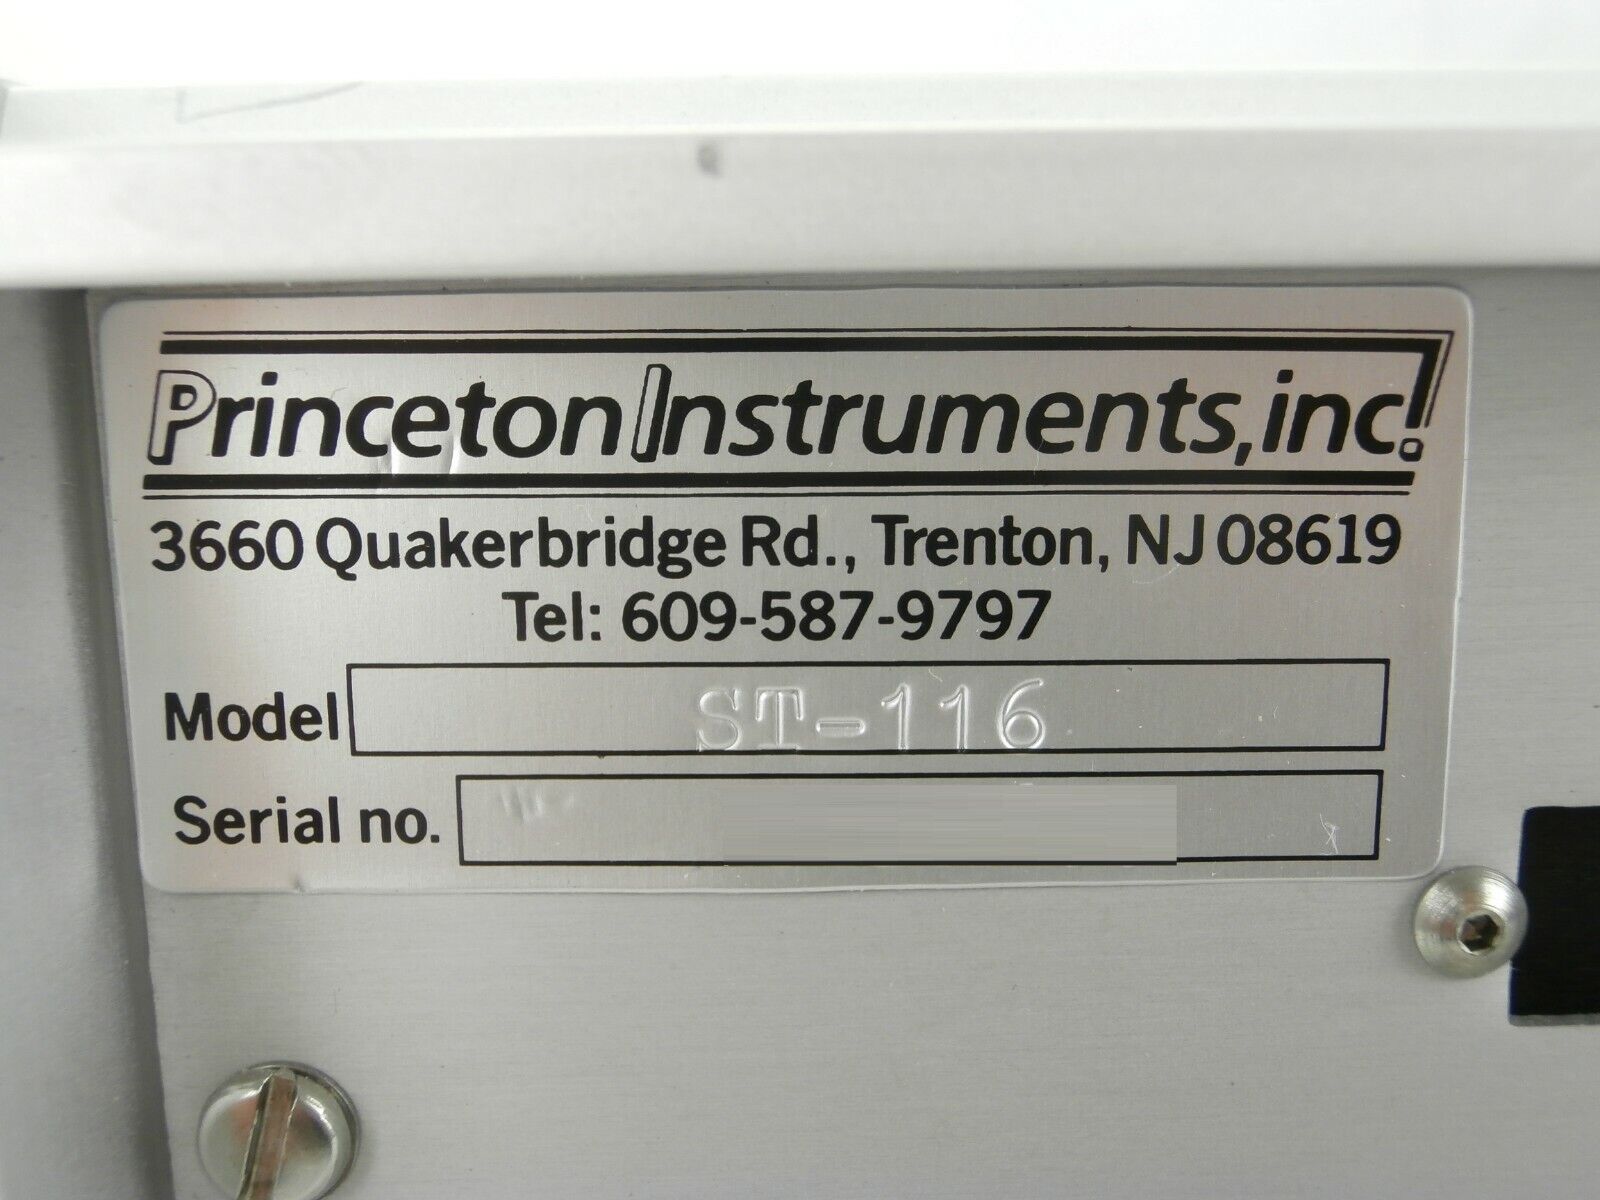 Princeton Instruments, inc.
3660 Quakerbridge Rd., Trenton, NJ 08619
Tel: 609-587-9797
Model ST-116
Serial no.